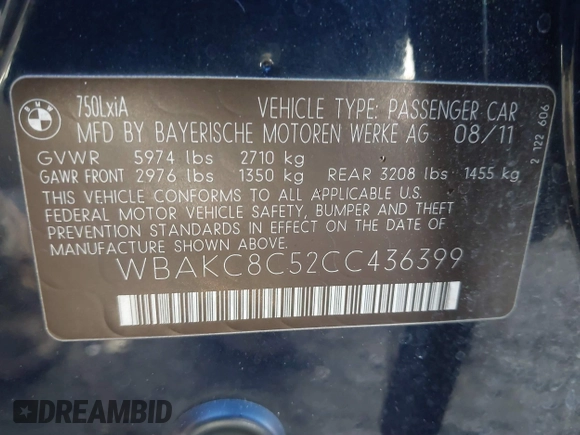 BMW
750LxiA
VEHICLE TYPE: PASSENGER CAR
MFD BY BAYERISCHE MOTOREN WERKE AG 08/11
GVWR 5974 lbs 2710 kg
GAWR FRONT 2976 lbs 1350 kg REAR 3208 lbs 1455 kg
THIS VEHICLE CONFORMS TO ALL APPLICABLE U.S.
FEDERAL MOTOR VEHICLE SAFETY, BUMPER AND THEFT
PREVENTION STANDARDS IN EFFECT ON THE DATE OF
MANUFACTURE SHOWN ABOVE.
WBAKC8C52CC436399
2 122 606
DREAMBID